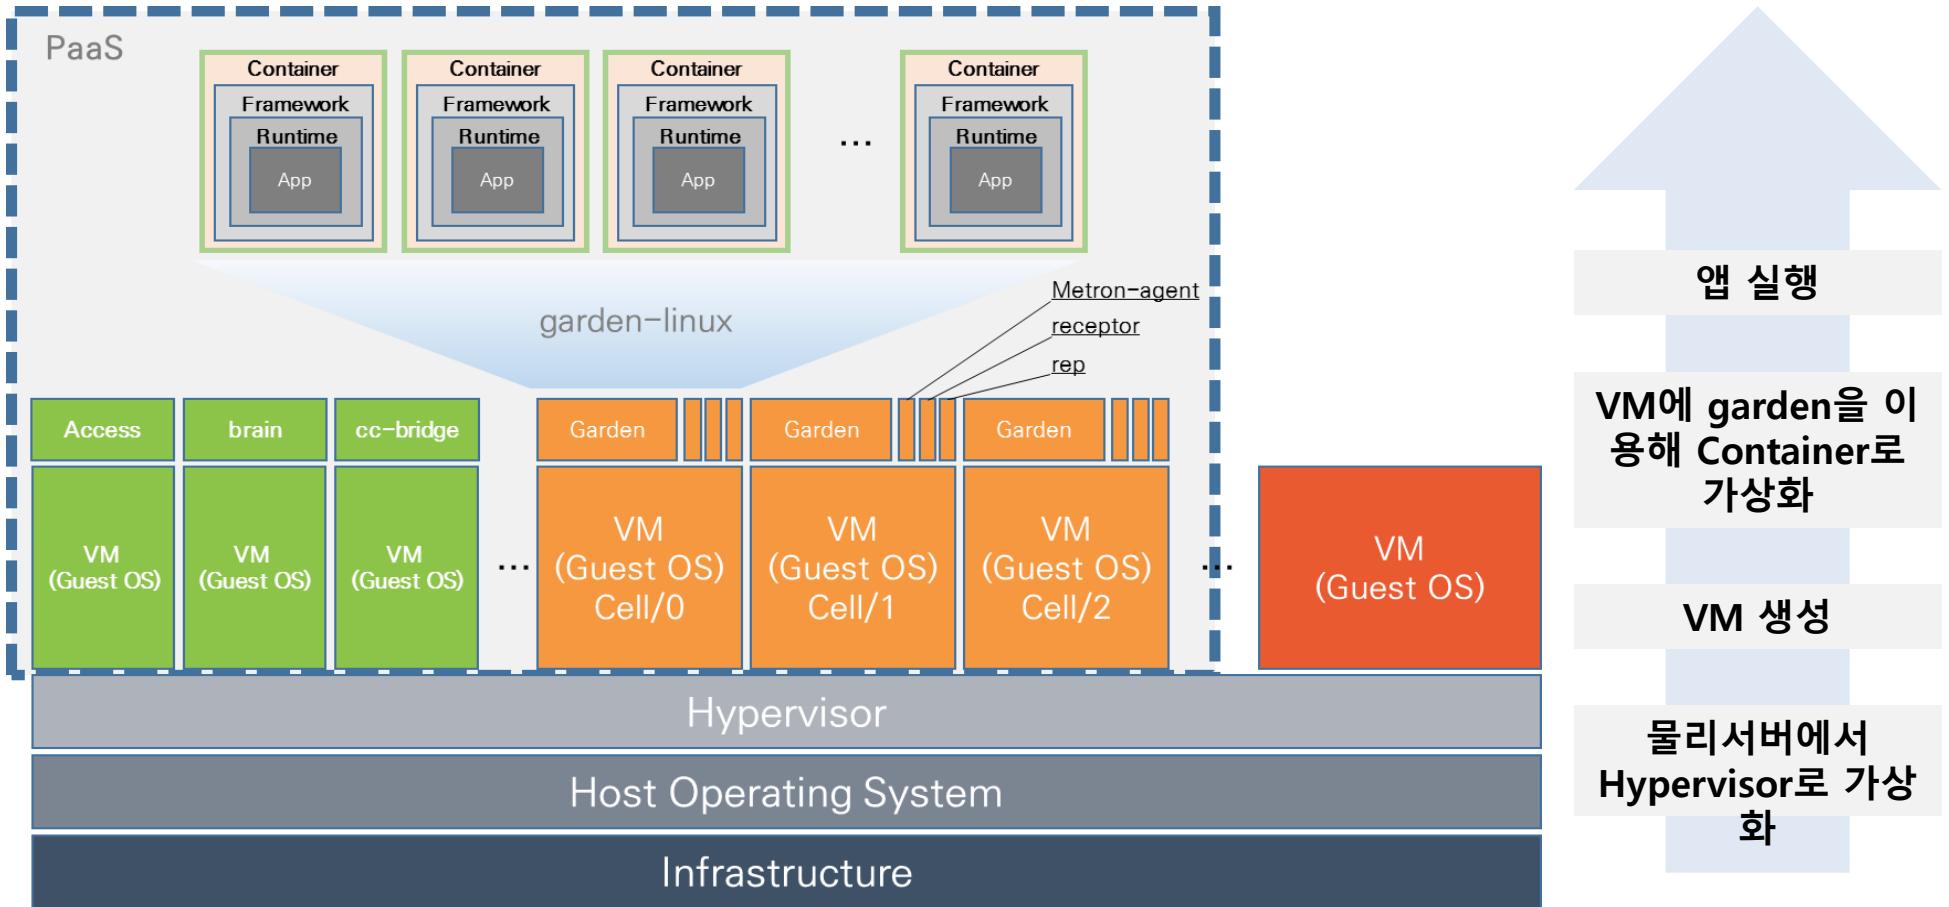 PaaS
Container
Framework
Runtime
App
Container
Framework
Runtime
App
Container
Framework
Runtime
App
...
Container
Framework
Runtime
App
garden-linux
Metron-agent
receptor
rep
Access
brain
cc-bridge
Garden
Garden
Garden
VM
(Guest OS)
VM
(Guest OS)
VM
(Guest OS)
...
VM
(Guest OS)
Cell/0
VM
(Guest OS)
Cell/1
VM
(Guest OS)
Cell/2
...
VM
(Guest OS)
Hypervisor
Host Operating System
Infrastructure
앱 실행
VM에 garden을 이
용해 Container로
가상화
VM 생성
물리서버에서
Hypervisor로 가상
화